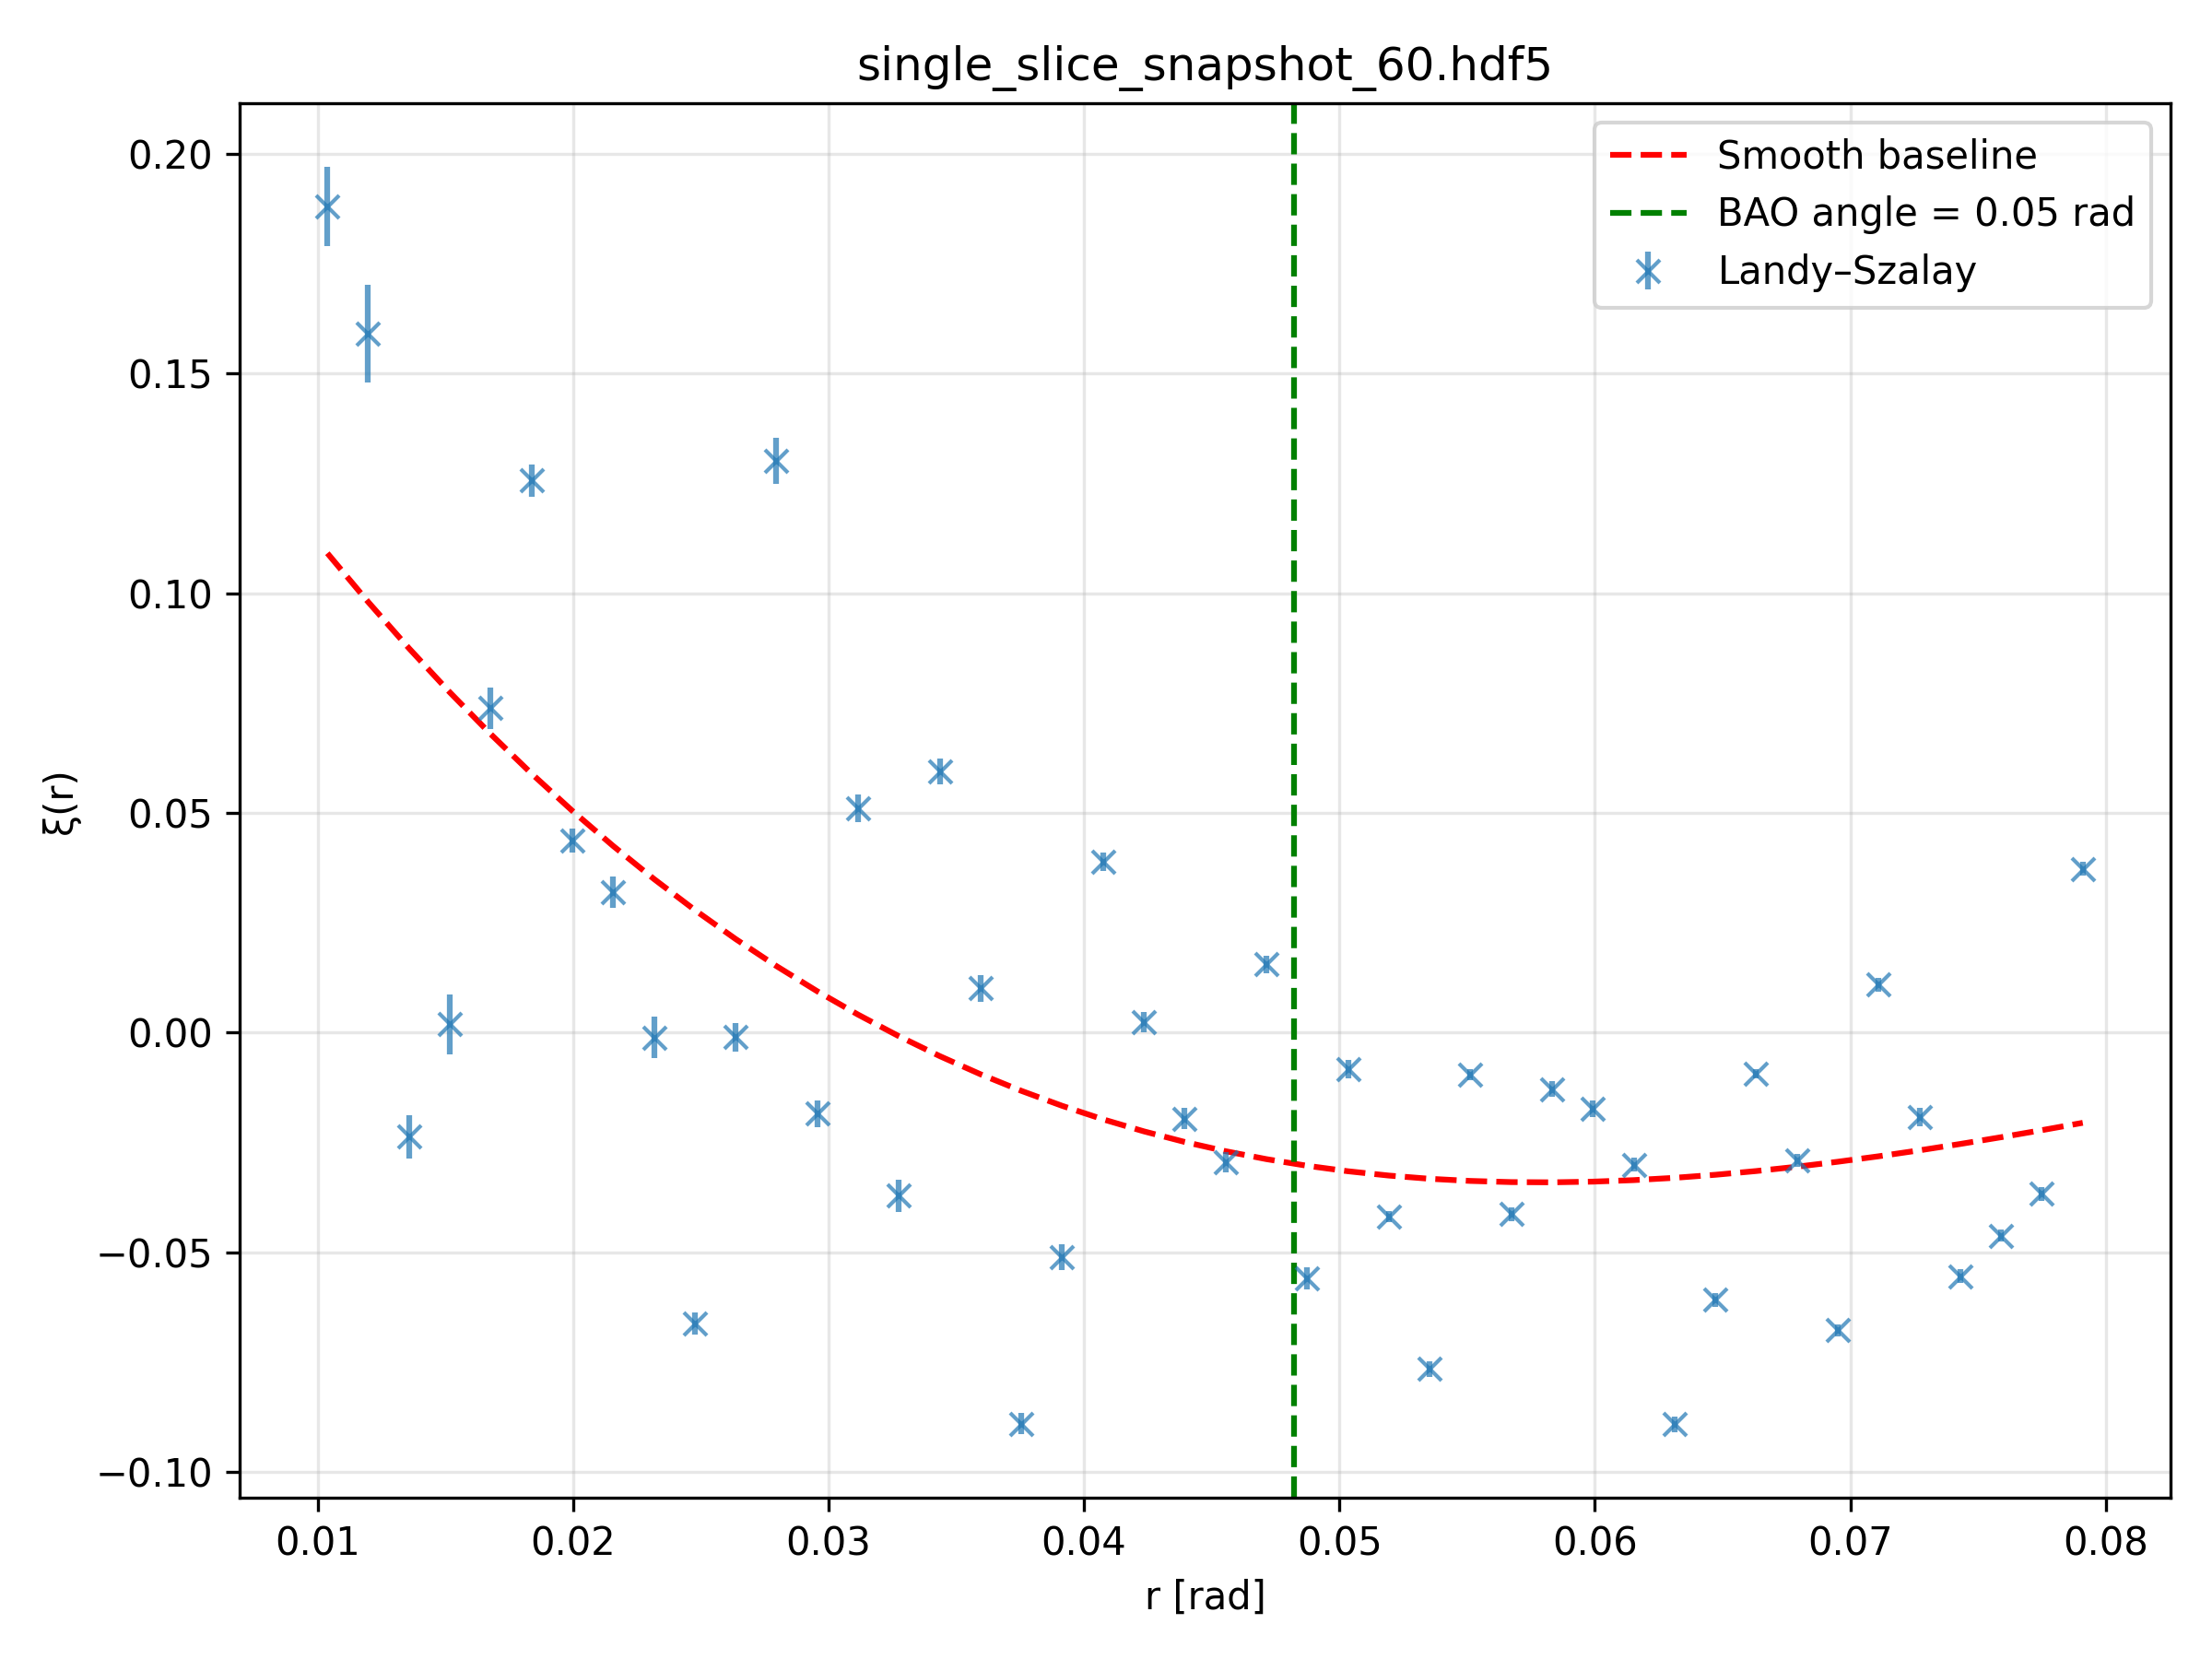 single_slice_snapshot_60.hdf5
Smooth baseline
BAO angle = 0.05 rad
Landy–Szalay
ξ(r)
0.20
0.15
0.10
0.05
0.00
−0.05
−0.10
0.01 0.02 0.03 0.04 0.05 0.06 0.07 0.08
r [rad]